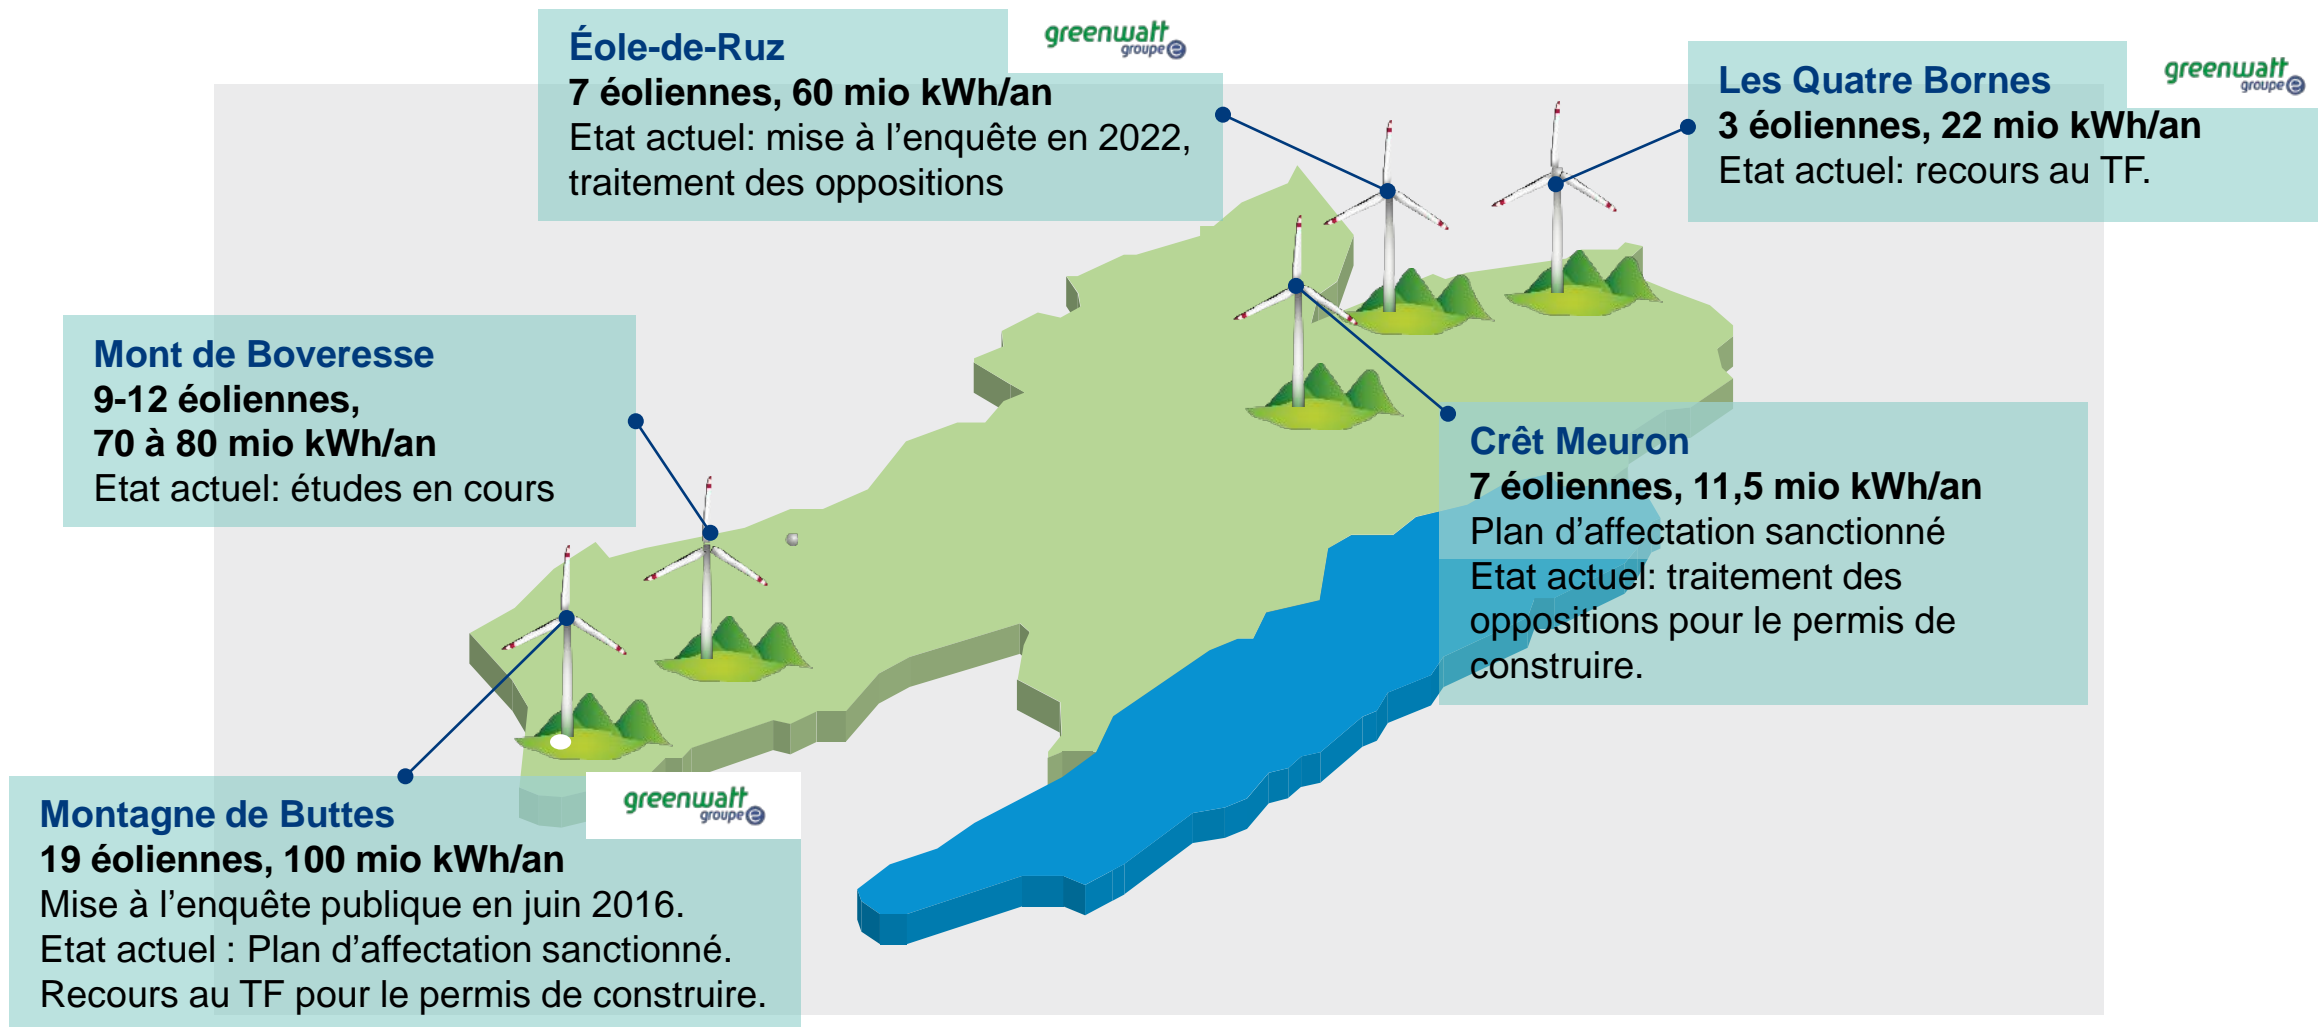 Éole-de-Ruz
7 éoliennes, 60 mio kWh/an
Etat actuel: mise à l’enquête en 2022,
traitement des oppositions
greenwatt
groupe e
Les Quatre Bornes
3 éoliennes, 22 mio kWh/an
Etat actuel: recours au TF.
greenwatt
groupe e
Mont de Boveresse
9-12 éoliennes,
70 à 80 mio kWh/an
Etat actuel: études en cours
Crêt Meuron
7 éoliennes, 11,5 mio kWh/an
Plan d’affectation sanctionné
Etat actuel: traitement des
oppositions pour le permis de
construire.
Montagne de Buttes
19 éoliennes, 100 mio kWh/an
Mise à l’enquête publique en juin 2016.
Etat actuel : Plan d’affectation sanctionné.
Recours au TF pour le permis de construire.
greenwatt
groupe e